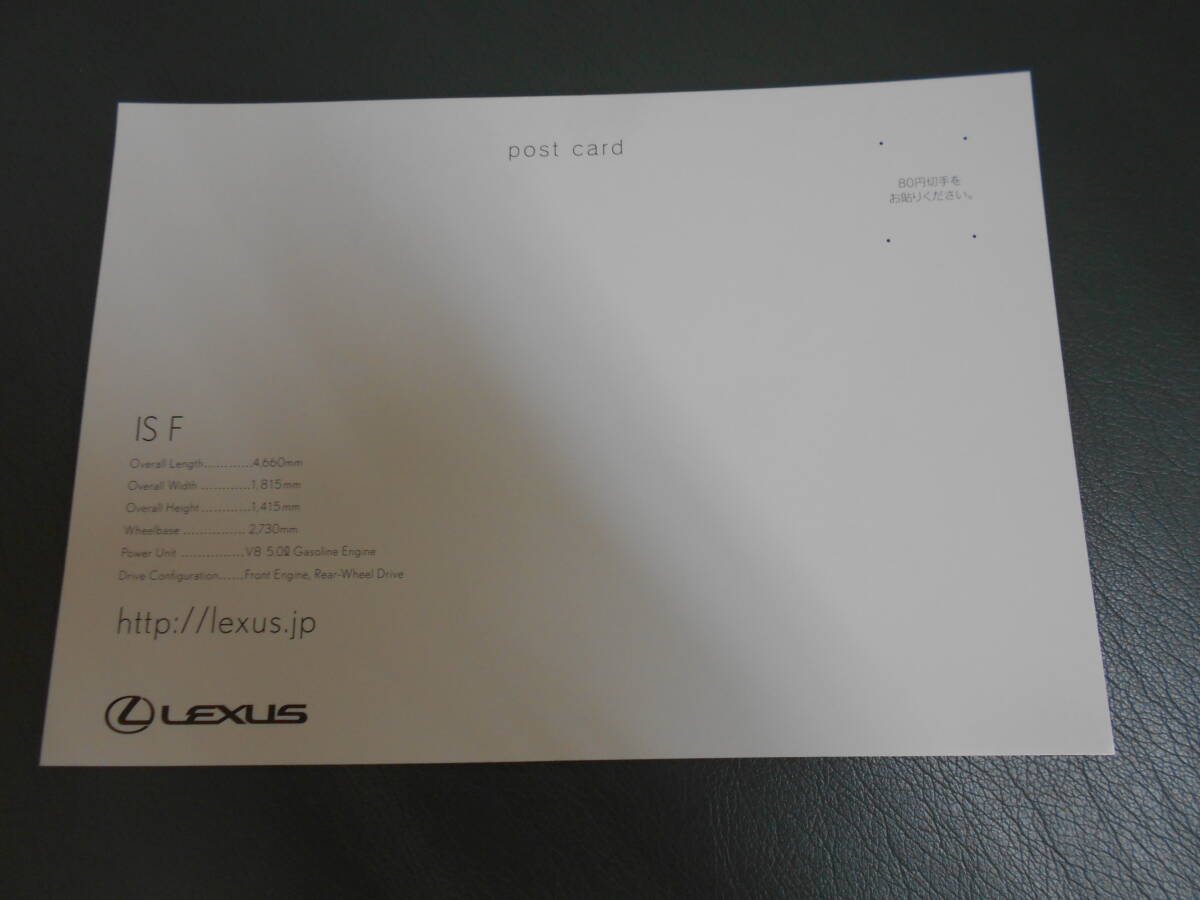 post card
80円切手を
お貼りください。
IS F
Overall Length............4,660mm
Overall Width ............1,815mm
Overall Height ............1,415mm
Wheelbase ............... 2,730mm
Power Unit ...............V8 5.0ℓ Gasoline Engine
Drive Configuration......Front Engine, Rear-Wheel Drive
http://lexus.jp
LEXUS